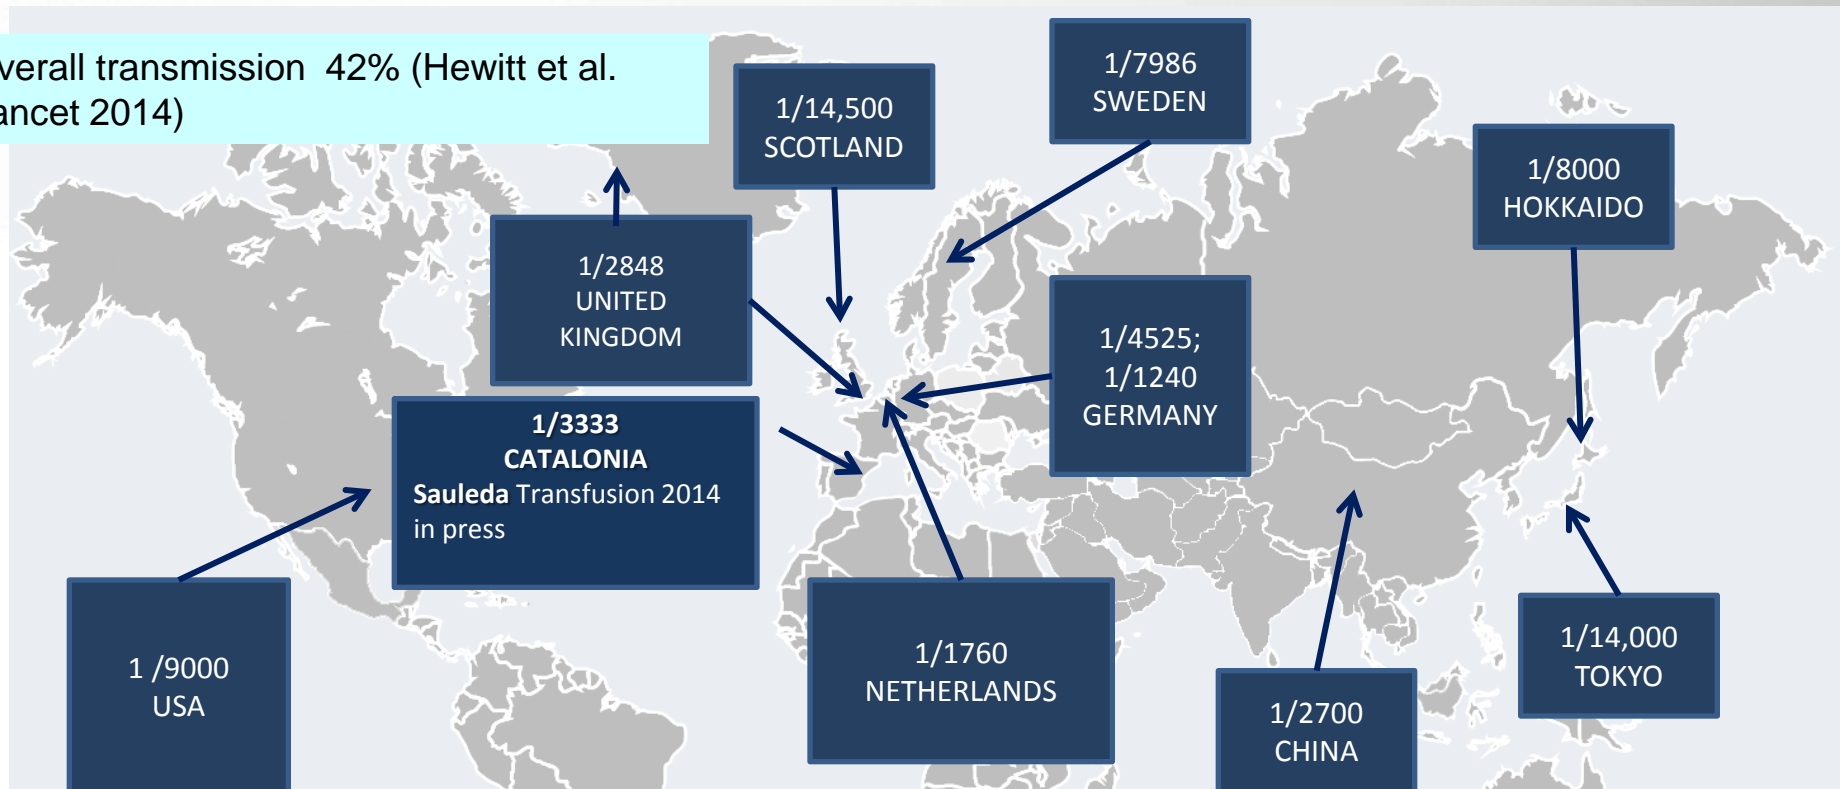 verall transmission 42% (Hewitt et al.
ancet 2014)
1/14,500
SCOTLAND
1/7986
SWEDEN
1/8000
HOKKAIDO
1/2848
UNITED
KINGDOM
1/4525;
1/1240
GERMANY
1/3333
CATALONIA
Sauleda Transfusion 2014
in press
1 /9000
USA
1/1760
NETHERLANDS
1/2700
CHINA
1/14,000
TOKYO